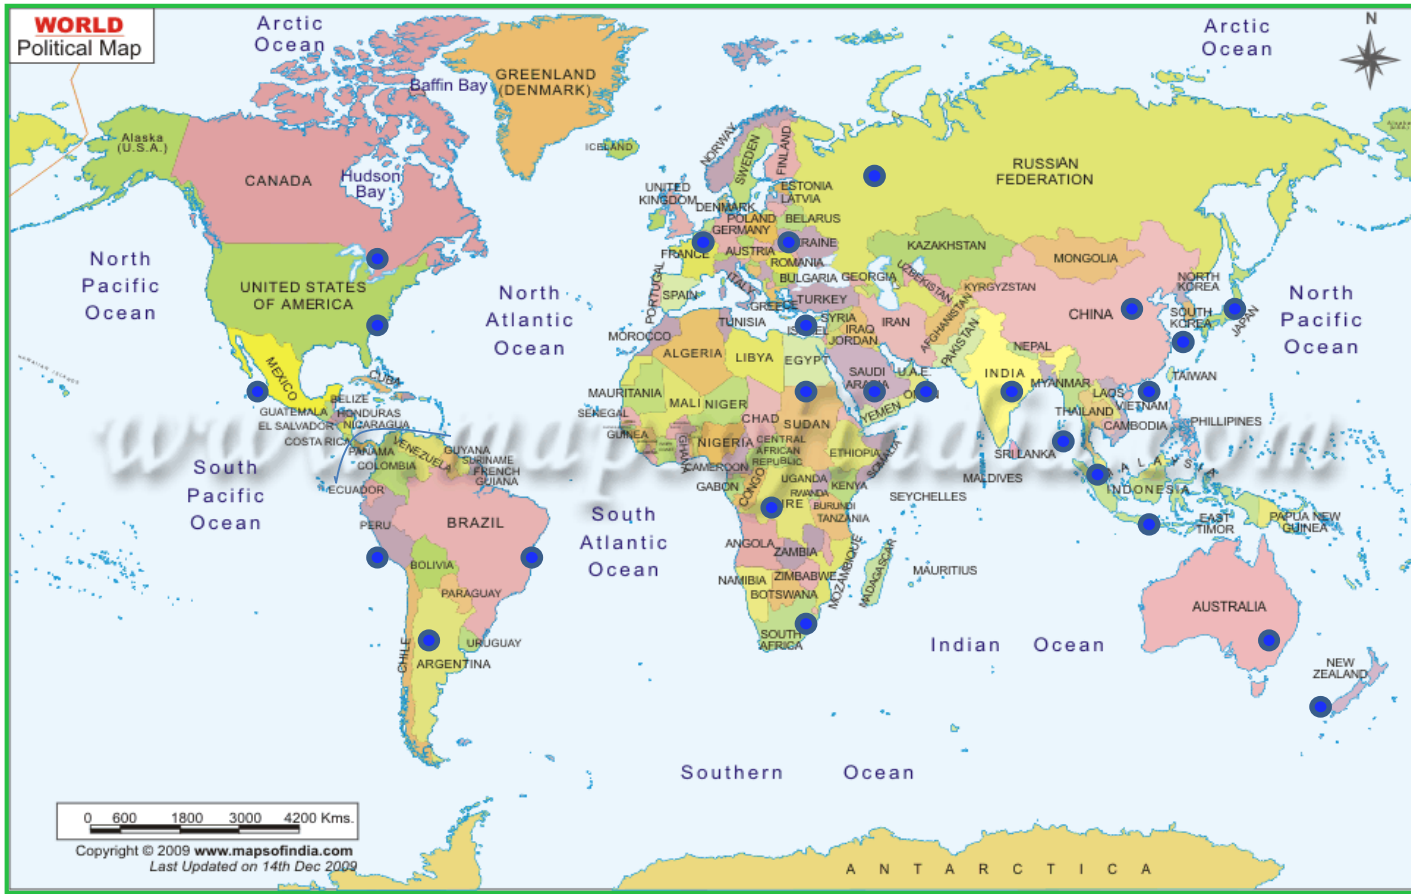 WORLD
Political Map
Arctic
Ocean
Arctic
Ocean
N
GREENLAND
(DENMARK)
Baffin Bay
Alaska
(U.S.A.)
CANADA
Hudson
Bay
ICELAND
NORWAY
SWEDEN
FINLAND
RUSSIAN
FEDERATION
UNITED
KINGDOM
ESTONIA
LATVIA
DENMARK
POLAND
BELARUS
GERMANY
FRANCE
AUSTRIA
ROMANIA
BULGARIA
ITALY
PORTUGAL
SPAIN
GREECE
TURKEY
GEORGIA
KAZAKHSTAN
UZBEKISTAN
KYRGYZSTAN
MONGOLIA
NORTH
KOREA
SOUTH
KOREA
JAPAN
CHINA
North
Pacific
Ocean
UNITED STATES
OF AMERICA
North
Atlantic
Ocean
North
Pacific
Ocean
MOROCCO
TUNISIA
ALGERIA
LIBYA
EGYPT
SYRIA
IRAQ
JORDAN
IRAN
AFGHANISTAN
PAKISTAN
NEPAL
INDIA
SAUDI
U.A.E.
YEMEN
MYANMAR
LAOS
VIETNAM
THAILAND
CAMBODIA
TAIWAN
PHILLIPINES
HAWAIIAN ISLANDS
MEXICO
CUBA
BELIZE
GUATEMALA
HONDURAS
EL SALVADOR
NICARAGUA
COSTA RICA
PANAMA
VENEZUELA
GUYANA
SURINAME
FRENCH
GUIANA
COLOMBIA
ECUADOR
MAURITANIA
MALI
NIGER
CHAD
SUDAN
SENEGAL
GUINEA
GHANA
NIGERIA
CENTRAL
AFRICAN
REPUBLIC
ETHIOPIA
SOMALIA
CAMEROON
GABON
CONGO
UGANDA
KENYA
RWANDA
BURUNDI
TANZANIA
SEYCHELLES
MALDIVES
SRI LANKA
MALAYSIA
INDONESIA
EAST
TIMOR
PAPUA NEW
GUINEA
South
Pacific
Ocean
PERU
BRAZIL
BOLIVIA
PARAGUAY
CHILE
URUGUAY
ARGENTINA
South
Atlantic
Ocean
ANGOLA
ZAMBIA
ZIMBABWE
MOZAMBIQUE
NAMIBIA
BOTSWANA
MADAGASCAR
MAURITIUS
SOUTH
AFRICA
Indian Ocean
AUSTRALIA
NEW
ZEALAND
Southern Ocean
ANTARCTICA
0 600 1800 3000 4200 Kms.
Copyright © 2009 www.mapsofindia.com
Last Updated on 14th Dec 2009